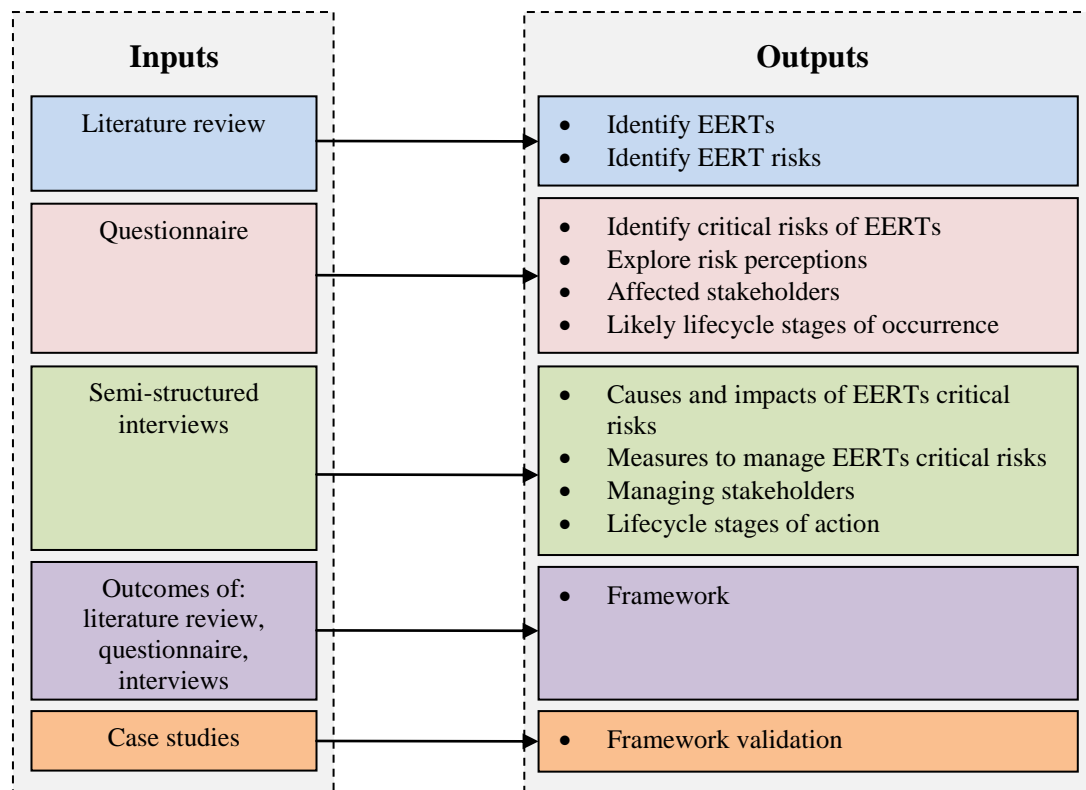 Inputs
Outputs
Literature review
• Identify EERTs
• Identify EERT risks
Questionnaire
• Identify critical risks of EERTs
• Explore risk perceptions
• Affected stakeholders
• Likely lifecycle stages of occurrence
Semi-structured
interviews
• Causes and impacts of EERTs critical
risks
• Measures to manage EERTs critical risks
• Managing stakeholders
• Lifecycle stages of action
Outcomes of:
literature review,
questionnaire,
interviews
• Framework
Case studies
• Framework validation